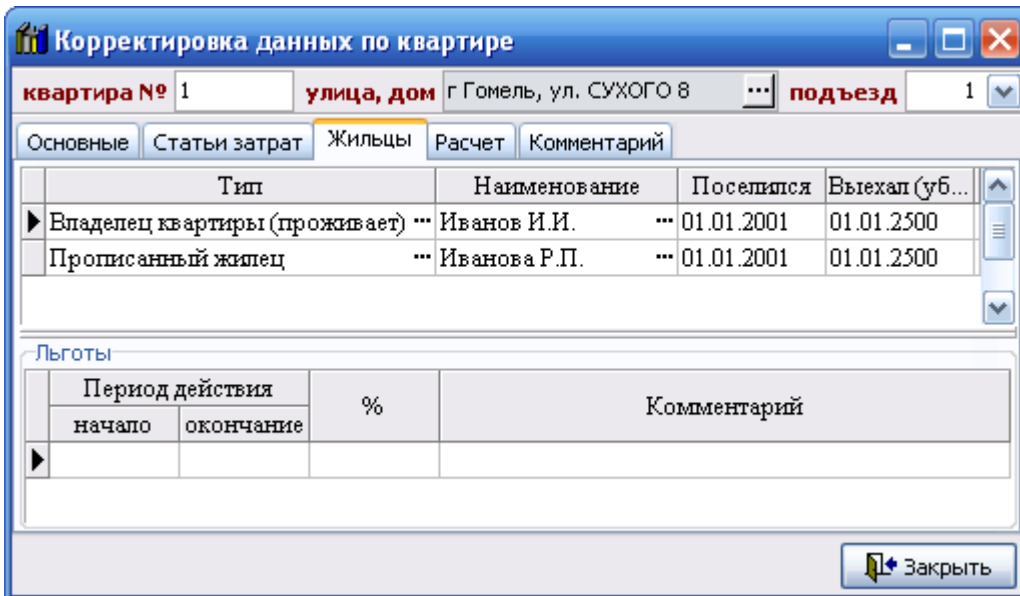 Корректировка данных по квартире
квартира № 1 улица, дом г Гомель, ул. СУХОГО 8 ... подъезд 1
Основные Статьи затрат Жильцы Расчет Комментарий
Тип Наименование Поселился Выехал (уб...
Владелец квартиры (проживает) ... Иванов И.И. ... 01.01.2001 01.01.2500
Прописанный жилец ... Иванова Р.П. ... 01.01.2001 01.01.2500
Льготы
Период действия % Комментарий
начало окончание
Закрыть